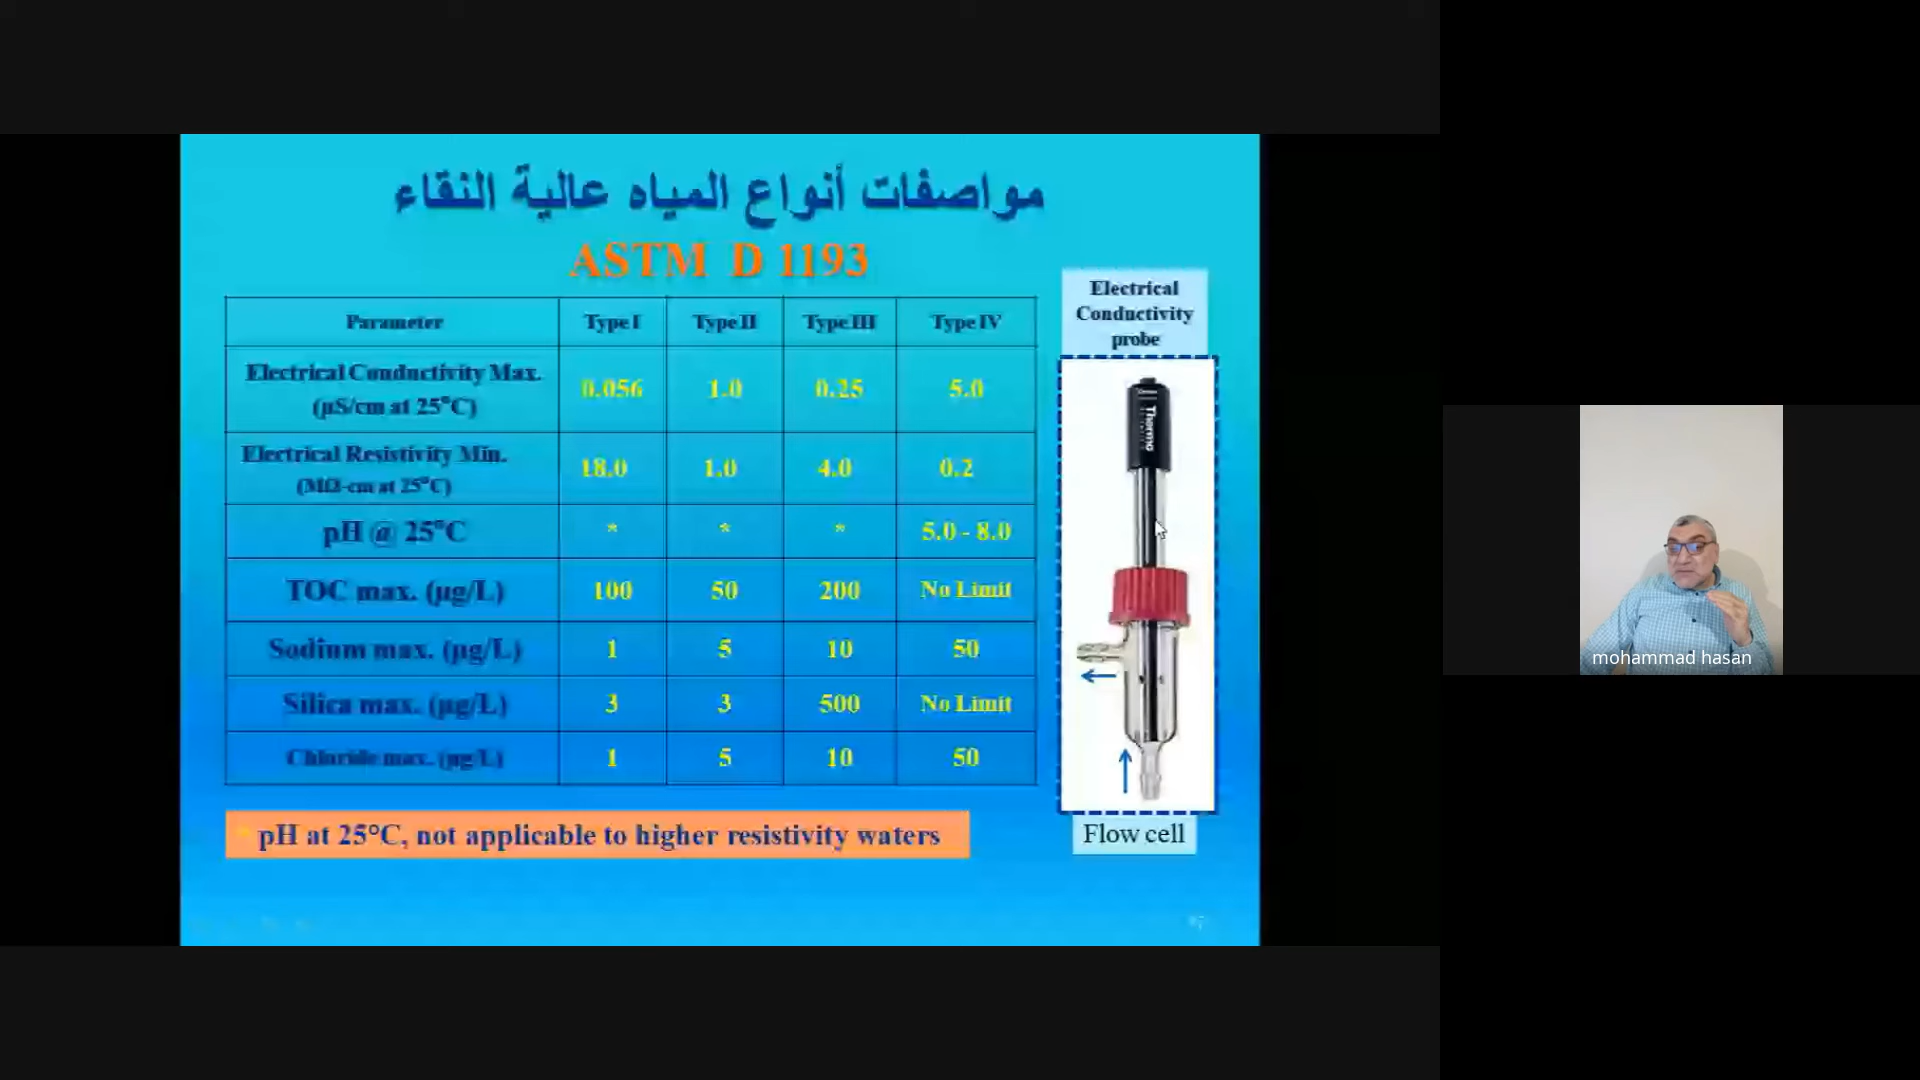 مواصفات أنواع المياه عالية النقاء
ASTM D 1193
Parameter Type I Type II Type III Type IV
Electrical Conductivity Max. (µS/cm at 25°C) 0.056 1.0 0.25 5.0
Electrical Resistivity Min. (MΩ-cm at 25°C) 18.0 1.0 4.0 0.2
pH @ 25°C * * * 5.0 - 8.0
TOC max. (µg/L) 100 50 200 No Limit
Sodium max. (µg/L) 1 5 10 50
Silica max. (µg/L) 3 3 500 No Limit
Chloride max. (µg/L) 1 5 10 50
* pH at 25°C, not applicable to higher resistivity waters
Electrical
Conductivity
probe
Thermo
Flow cell
mohammad hasan